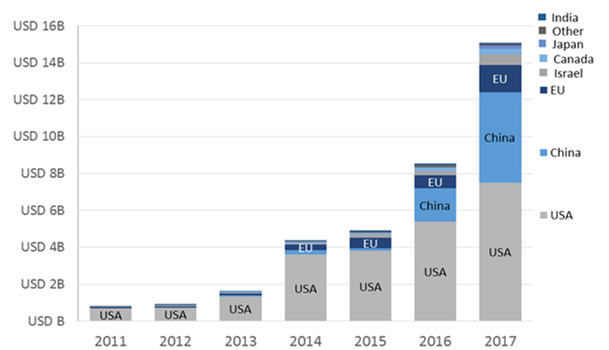 USD 16B
USD 14B
USD 12B
USD 10B
USD 8B
USD 6B
USD 4B
USD 2B
USD B
USA
USA
USA
EU
USA
EU
USA
EU
China
USA
EU
China
USA
2011 2012 2013 2014 2015 2016 2017
India
Other
Japan
Canada
Israel
EU
China
USA